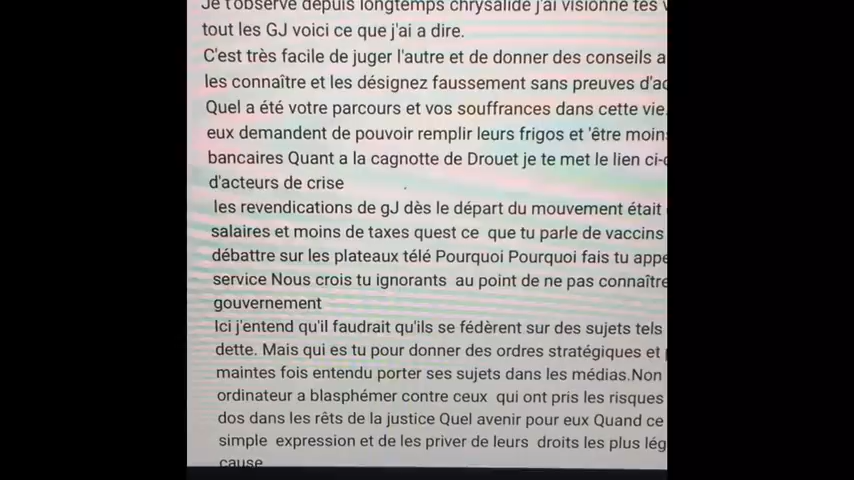 Je t'observe depuis longtemps chrysalide j'ai visionné tes
tout les GJ voici ce que j'ai a dire.
C'est très facile de juger l'autre et de donner des conseils a
les connaître et les désignez faussement sans preuves
Quel a été votre parcours et vos souffrances dans cette vie.
eux demandent de pouvoir remplir leurs frigos et 'être
bancaires Quant a la cagnotte de Drouet je te met le lien
d'acteurs de crise
les revendications de gJ dès le départ du mouvement était
salaires et moins de taxes quest ce que tu parle de vaccins
débattre sur les plateaux télé Pourquoi Pourquoi fais tu
service Nous crois tu ignorants au point de ne pas connaître
gouvernement
Ici j'entend qu'il faudrait qu'ils se fédèrent sur des sujets tels
dette. Mais qui es tu pour donner des ordres stratégiques et
maintes fois entendu porter ses sujets dans les médias.Non
ordinateur a blasphémer contre ceux qui ont pris les risques
dos dans les rêts de la justice Quel avenir pour eux Quand ce
simple expression et de les priver de leurs droits les plus
cause